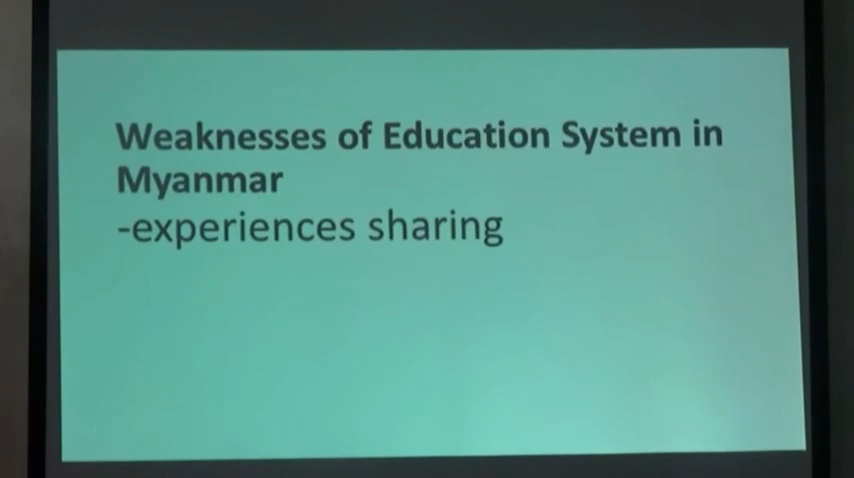 Weaknesses of Education System in
Myanmar
-experiences sharing